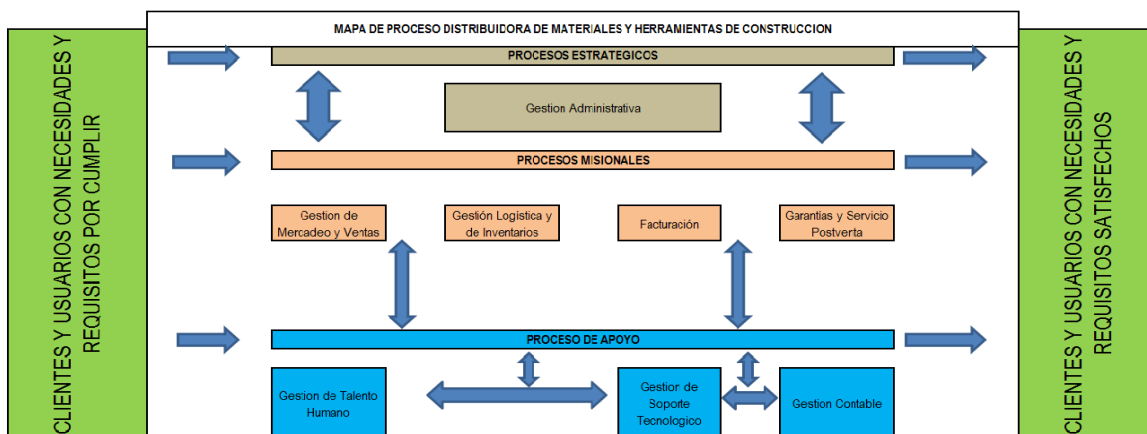 MAPA DE PROCESO DISTRIBUIDORA DE MATERIALES Y HERRAMIENTAS DE CONSTRUCCION
CLIENTES Y USUARIOS CON NECESIDADES Y
REQUISITOS POR CUMPLIR
PROCESOS ESTRATEGICOS
Gestion Administrativa
PROCESOS MISIONALES
Gestion de
Mercadeo y Ventas
Gestión Logística y
de Inventarios
Facturación
Garantias y Servicio
Postverta
PROCESO DE APOYO
Gestion de Talento
Humano
Gestion de
Soporte
Tecnologico
Gestion Contable
CLIENTES Y USUARIOS CON NECESIDADES Y
REQUISITOS SATISFECHOS